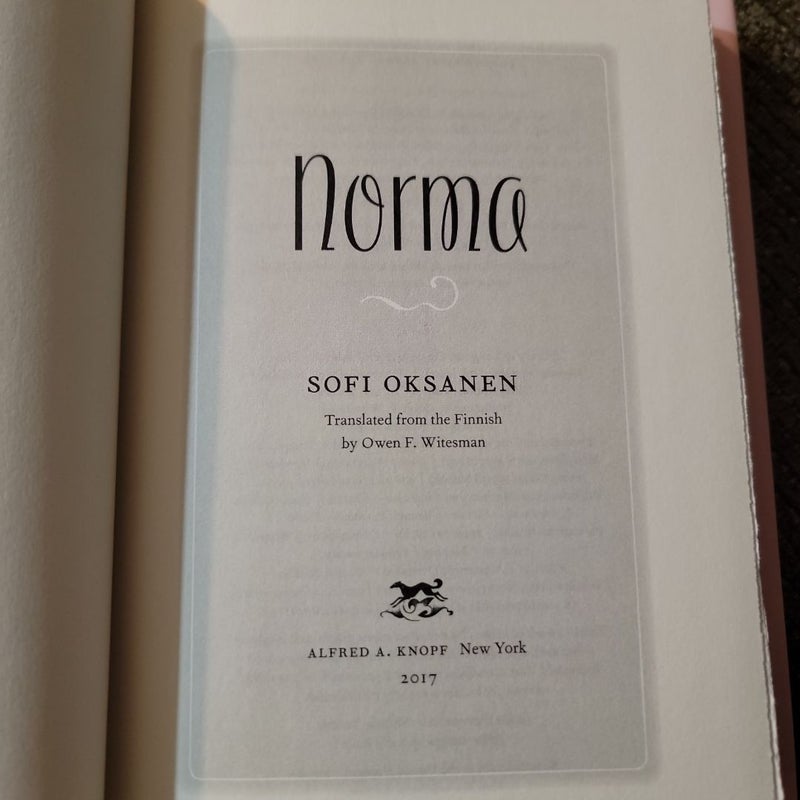 Norma
SOFI OKSANEN
Translated from the Finnish
by Owen F. Witesman
ALFRED A. KNOPF New York
2017